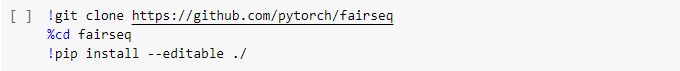 [ ] !git clone https://github.com/pytorch/fairseq
%cd fairseq
!pip install --editable ./